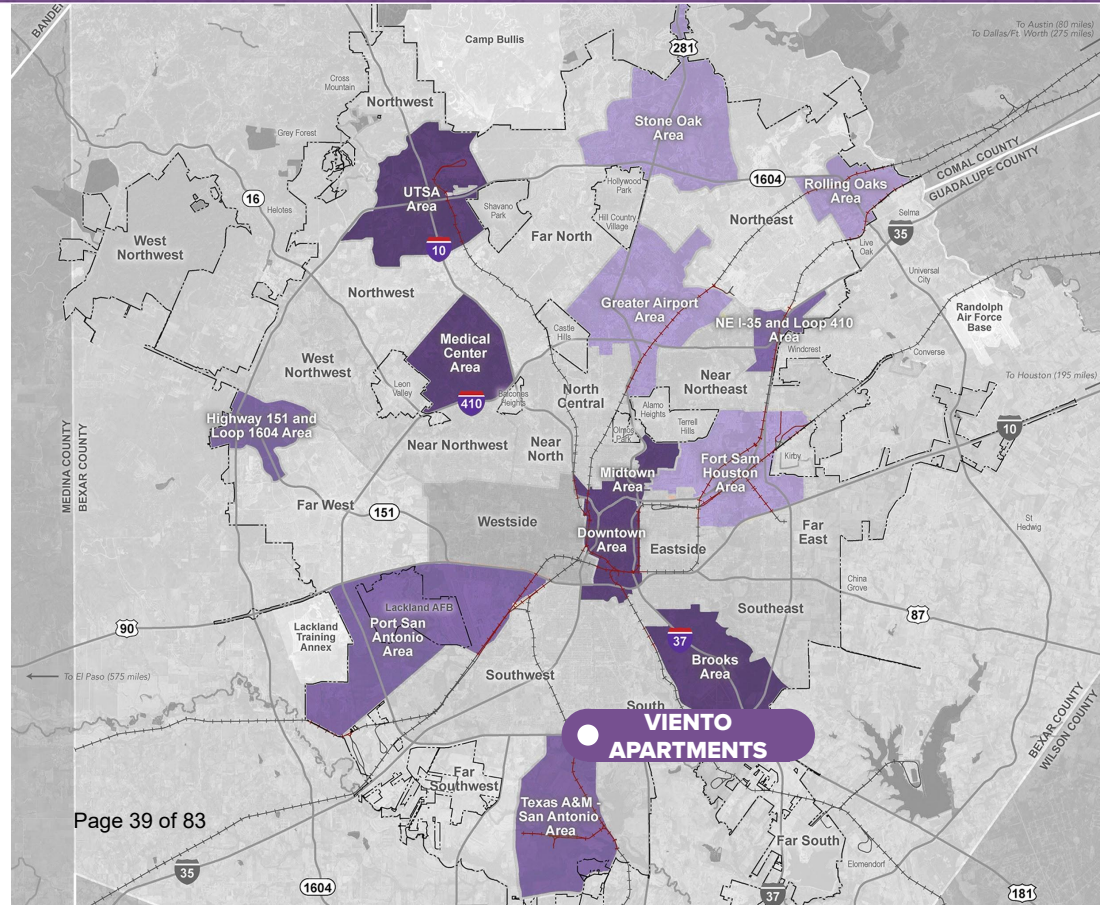 BANDER
Camp Bullis
To Austin (80 miles)
To Dallas/Ft. Worth (275 miles)
281
Cross
Mountain
Northwest
Stone Oak
Area
Grey Forest
COMAL COUNTY
GUADALUPE COUNTY
1604
Rolling Oaks
Area
UTSA
Area
Hollywood
Park
16
Helotes
Shavano
Park
Hill Country
Village
Northeast
Selma
35
West
Northwest
Far North
Live
Oak
10
Universal
City
Northwest
Greater Airport
Area
Randolph
Air Force
Base
NE I-35 and Loop 410
Area
Castle
Hills
Medical
Center
Area
Windcrest
Converse
West
Northwest
To Houston (195 miles)
Leon
Valley
Near
Northeast
North
Central
Balcones
Heights
410
Alamo
Heights
Highway 151 and
Loop 1604 Area
Terrell
Hills
Olmos
Park
10
MEDINA COUNTY
BEXAR COUNTY
Near Northwest
Near
North
Kirby
Fort Sam
Houston
Area
Midtown
Area
Far West
151
Westside
St
Hedwig
Far
East
Downtown
Area
Eastside
China
Grove
Lackland AFB
Southeast
87
90
Lackland
Training
Annex
Port San
Antonio
Area
37
Brooks
Area
To El Paso (575 miles)
Southwest
South
BEXAR COUNTY
WILSON COUNTY
VIENTO
APARTMENTS
Far
Southwest
Texas A&M -
San Antonio
Area
Page 39 of 83
Far South
Elomendorf
35
1604
37
181